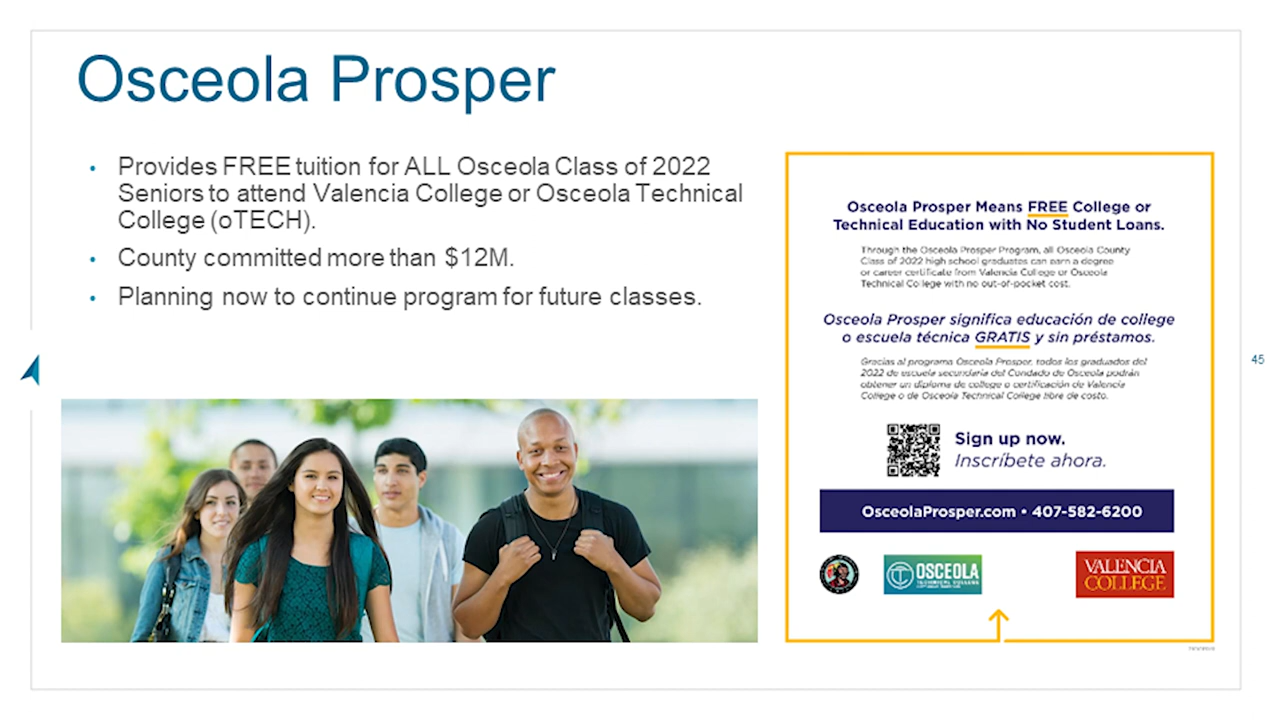 Osceola Prosper
• Provides FREE tuition for ALL Osceola Class of 2022
Seniors to attend Valencia College or Osceola Technical
College (oTECH).
• County committed more than $12M.
• Planning now to continue program for future classes.
Osceola Prosper Means FREE College or
Technical Education with No Student Loans.
Through the Osceola Prosper Program, all Osceola County
Class of 2022 high school graduates can earn a degree
or career certificate from Valencia College or Osceola
Technical College with no out-of-pocket cost.
Osceola Prosper significa educación de college
o escuela técnica GRATIS y sin préstamos.
Gracias al programa Osceola Prosper, todos los graduados del
2022 de escuela secundaria del Condado de Osceola podrán
obtener un diploma de college o certificación de Valencia
College o de Osceola Technical College libre de costo.
Sign up now.
Inscríbete ahora.
OsceolaProsper.com • 407-582-6200
OSCEOLA
TECHNICAL COLLEGE
VALENCIA
COLLEGE
45